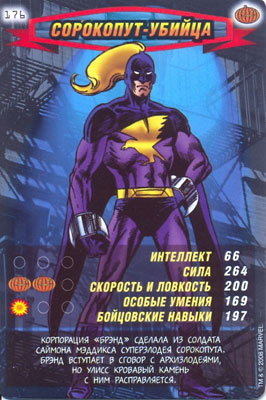 176
СОРОКОПУТ-УБИЙЦА
ИНТЕЛЛЕКТ 66
СИЛА 264
СКОРОСТЬ И ЛОВКОСТЬ 200
ОСОБЫЕ УМЕНИЯ 169
БОЙЦОВСКИЕ НАВЫКИ 197
КОРПОРАЦИЯ «БРЭНД» СДЕЛАЛА ИЗ СОЛДАТА
САЙМОНА МЭДДИКСА СУПЕРЗЛОДЕЯ СОРОКОПУТА.
БРЭНД ВСТУПАЕТ В СГОВОР С АРХИЗЛОДЕЯМИ,
НО УЛИСС КРОВАВЫЙ КАМЕНЬ
С НИМ РАСПРАВЛЯЕТСЯ.
TM & © 2008 MARVEL